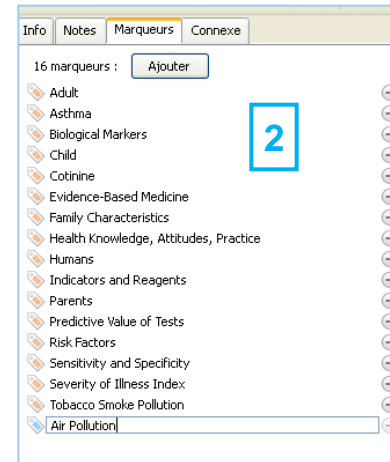 Info Notes Marqueurs Connexe
16 marqueurs : Ajouter
Adult
Asthma
Biological Markers
2
Child
Cotinine
Evidence-Based Medicine
Family Characteristics
Health Knowledge, Attitudes, Practice
Humans
Indicators and Reagents
Parents
Predictive Value of Tests
Risk Factors
Sensitivity and Specificity
Severity of Illness Index
Tobacco Smoke Pollution
Air Pollution